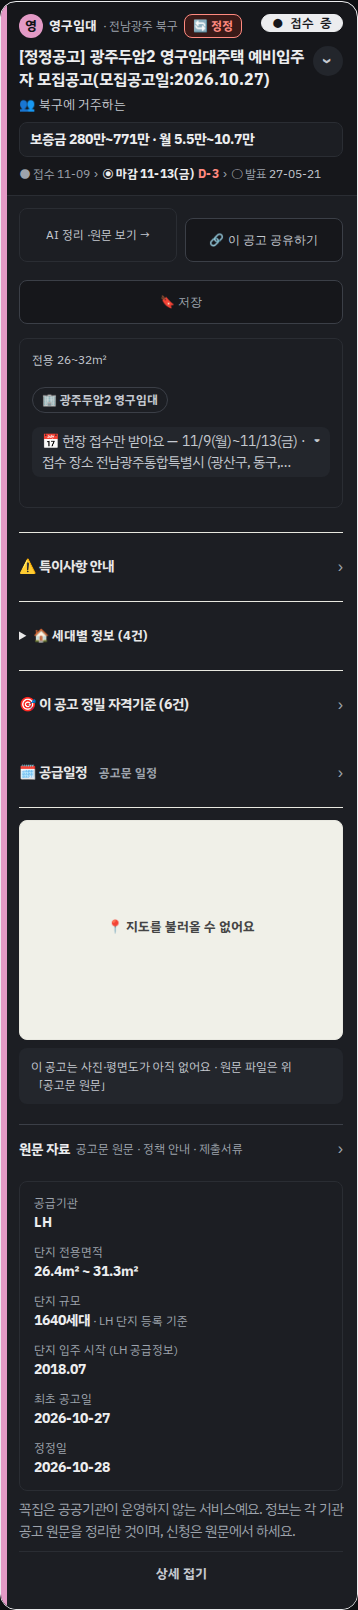 영 영구임대 · 전남광주 북구 🔄 정정 ● 접수 중
[정정공고] 광주두암2 영구임대주택 예비입주
자 모집공고(모집공고일:2026.10.27)
👥 북구에 거주하는
보증금 280만~771만 · 월 5.5만~10.7만
● 접수 11-09 › ◉ 마감 11-13(금) D-3 › ○ 발표 27-05-21
AI 정리 ·원문 보기 →
🔗 이 공고 공유하기
🔖 저장
전용 26~32m²
🏢 광주두암2 영구임대
📅 현장 접수만 받아요 — 11/9(월)~11/13(금) ·
접수 장소 전남광주통합특별시 (광산구, 동구,...
⚠️ 특이사항 안내 ›
▶ 🏠 세대별 정보 (4건)
🎯 이 공고 정밀 자격기준 (6건) ›
🗓️ 공급일정 공고문 일정 ›
📍 지도를 불러올 수 없어요
이 공고는 사진·평면도가 아직 없어요 · 원문 파일은 위
「공고문 원문」
원문 자료 공고문 원문 · 정책 안내 · 제출서류 ›
공급기관
LH
단지 전용면적
26.4m² ~ 31.3m²
단지 규모
1640세대 · LH 단지 등록 기준
단지 입주 시작 (LH 공급정보)
2018.07
최초 공고일
2026-10-27
정정일
2026-10-28
꼭집은 공공기관이 운영하지 않는 서비스예요. 정보는 각 기관
공고 원문을 정리한 것이며, 신청은 원문에서 하세요.
상세 접기